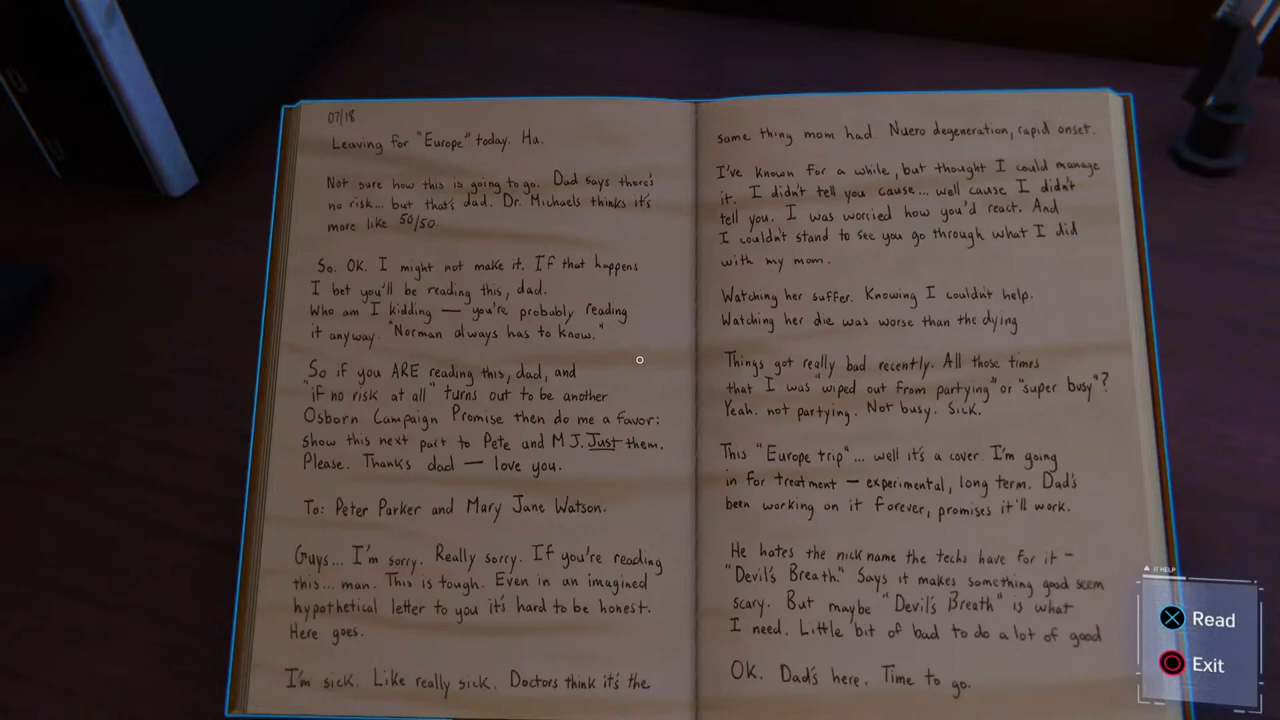 07/18
Leaving for "Europe" today. Ha.
Not sure how this is going to go. Dad says there's
no risk... but that's dad. Dr. Michaels thinks it's
more like 50/50.
So. OK. I might not make it. If that happens
I bet you'll be reading this, dad.
Who am I kidding — you're probably reading
it anyway. "Norman always has to know."
So if you ARE reading this, dad, and
"if no risk at all" turns out to be another
Osborn Campaign Promise then do me a favor:
show this next part to Pete and MJ. Just them.
Please. Thanks dad — love you.
To: Peter Parker and Mary Jane Watson.
Guys... I'm sorry. Really sorry. If you're reading
this... man. This is tough. Even in an imagined
hypothetical letter to you it's hard to be honest.
Here goes.
I'm sick. Like really sick. Doctors think it's the
same thing mom had. Nuero degeneration, rapid onset.
I've known for a while, but thought I could manage
it. I didn't tell you cause... well cause I didn't
tell you. I was worried how you'd react. And
I couldn't stand to see you go through what I did
with my mom.
Watching her suffer. Knowing I couldn't help.
Watching her die was worse than the dying
Things got really bad recently. All those times
that I was "wiped out from partying" or "super busy"?
Yeah. not partying. Not busy. Sick.
This "Europe trip"... well it's a cover. I'm going
in for treatment — experimental, long term. Dad's
been working on it forever, promises it'll work.
He hates the nickname the techs have for it -
"Devil's Breath." Says it makes something good seem
scary. But maybe "Devil's Breath" is what
I need. Little bit of bad to do a lot of good
OK. Dad's here. Time to go.
HELP
Read
Exit